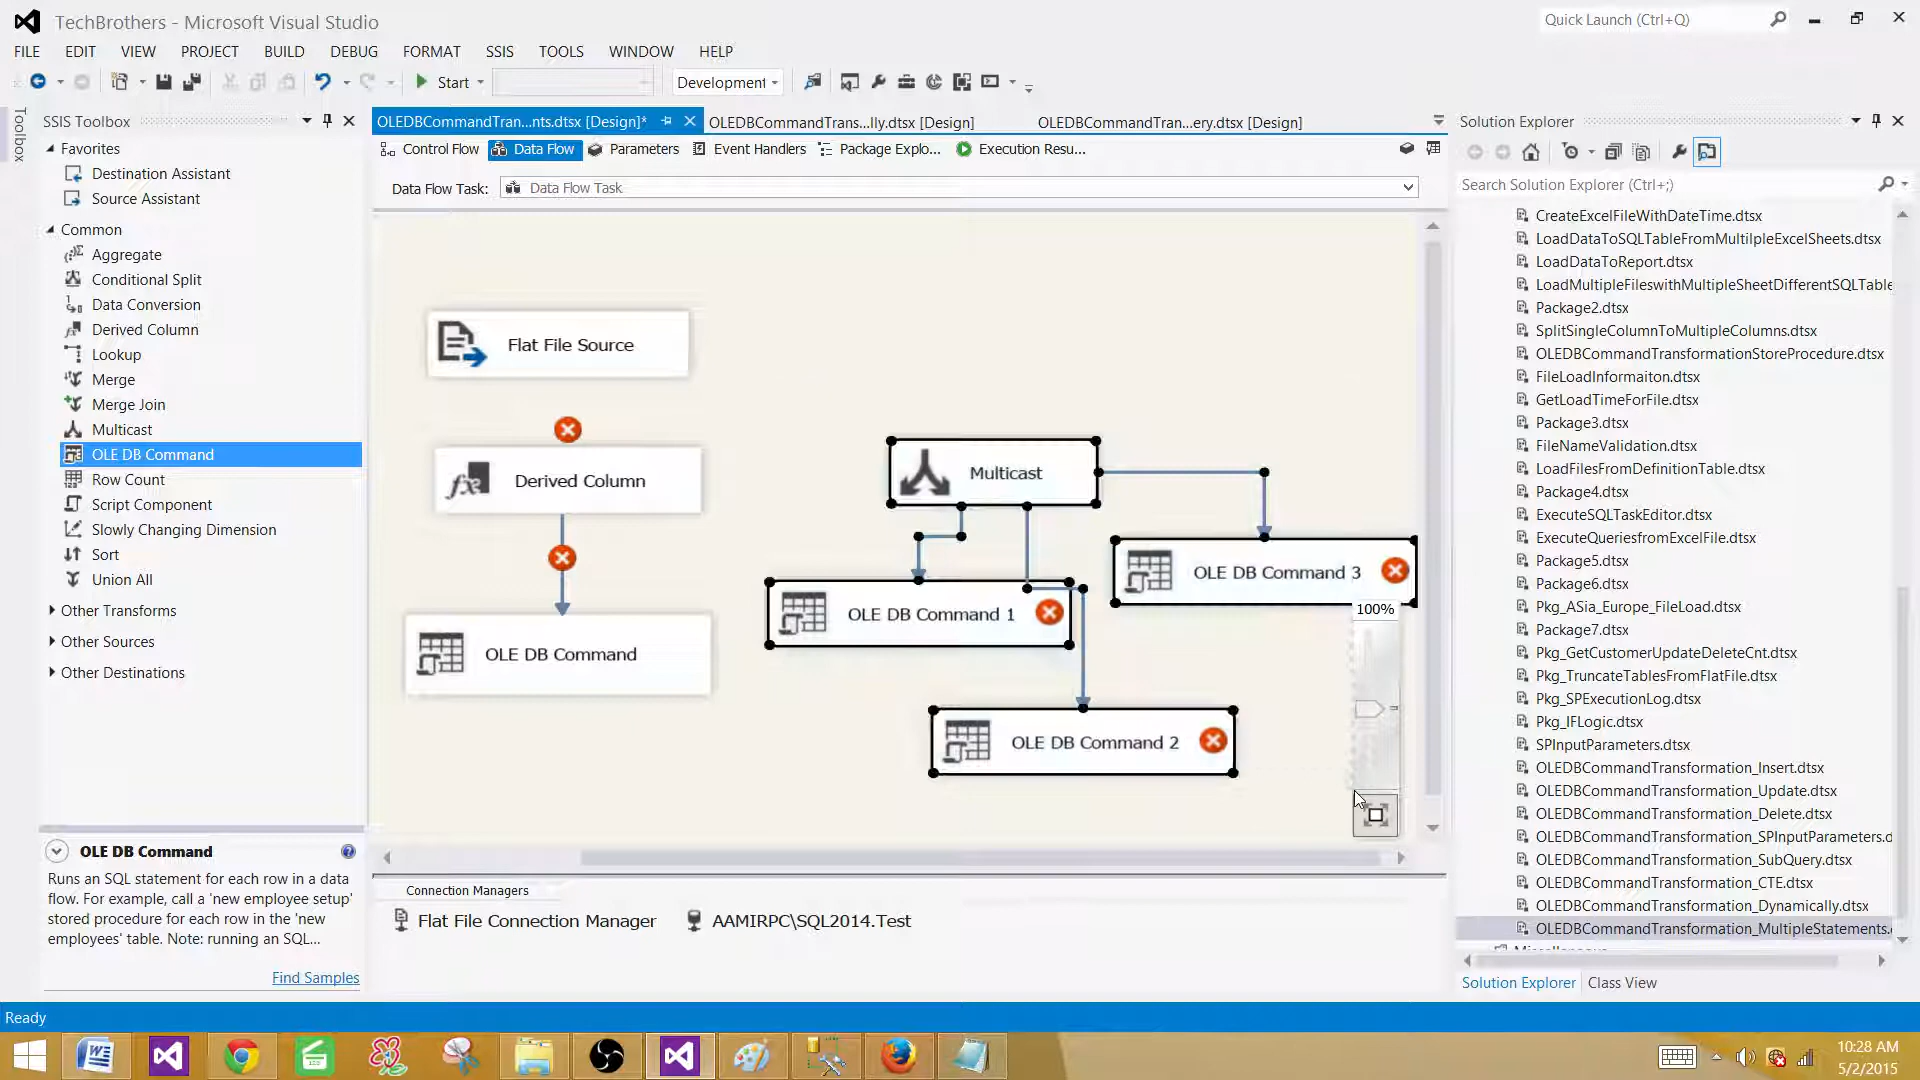 TechBrothers - Microsoft Visual Studio
Quick Launch (Ctrl+Q)
FILE EDIT VIEW PROJECT BUILD DEBUG FORMAT SSIS TOOLS WINDOW HELP
Start Development
Toolbox
SSIS Toolbox
Favorites
Destination Assistant
Source Assistant
Common
Aggregate
Conditional Split
Data Conversion
Derived Column
Lookup
Merge
Merge Join
Multicast
OLE DB Command
Row Count
Script Component
Slowly Changing Dimension
Sort
Union All
Other Transforms
Other Sources
Other Destinations
OLE DB Command
Runs an SQL statement for each row in a data
flow. For example, call a 'new employee setup'
stored procedure for each row in the 'new
employees' table. Note: running an SQL...
Find Samples
OLEDBCommandTran...nts.dtsx [Design]* OLEDBCommandTrans...lly.dtsx [Design] OLEDBCommandTran...ery.dtsx [Design]
Control Flow Data Flow Parameters Event Handlers Package Explo... Execution Resu...
Data Flow Task: Data Flow Task
Flat File Source
Derived Column
OLE DB Command
Multicast
OLE DB Command 3
OLE DB Command 1
OLE DB Command 2
100%
Connection Managers
Flat File Connection Manager AAMIRPC\SQL2014.Test
Solution Explorer
Search Solution Explorer (Ctrl+;)
CreateExcelFileWithDateTime.dtsx
LoadDataToSQLTableFromMultilpleExcelSheets.dtsx
LoadDataToReport.dtsx
LoadMultipleFileswithMultipleSheetDifferentSQLTable
Package2.dtsx
SplitSingleColumnToMultipleColumns.dtsx
OLEDBCommandTransformationStoreProcedure.dtsx
FileLoadInformaiton.dtsx
GetLoadTimeForFile.dtsx
Package3.dtsx
FileNameValidation.dtsx
LoadFilesFromDefinitionTable.dtsx
Package4.dtsx
ExecuteSQLTaskEditor.dtsx
ExecuteQueriesfromExcelFile.dtsx
Package5.dtsx
Package6.dtsx
Pkg_ASia_Europe_FileLoad.dtsx
Package7.dtsx
Pkg_GetCustomerUpdateDeleteCnt.dtsx
Pkg_TruncateTablesFromFlatFile.dtsx
Pkg_SPExecutionLog.dtsx
Pkg_IFLogic.dtsx
SPInputParameters.dtsx
OLEDBCommandTransformation_Insert.dtsx
OLEDBCommandTransformation_Update.dtsx
OLEDBCommandTransformation_Delete.dtsx
OLEDBCommandTransformation_SPInputParameters.d
OLEDBCommandTransformation_SubQuery.dtsx
OLEDBCommandTransformation_CTE.dtsx
OLEDBCommandTransformation_Dynamically.dtsx
OLEDBCommandTransformation_MultipleStatements.
Solution Explorer Class View
Ready
10:28 AM
5/2/2015